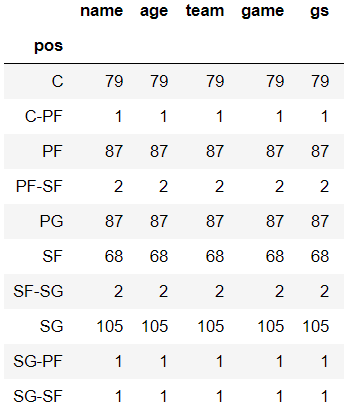 name age team game gs
pos
C 79 79 79 79 79
C-PF 1 1 1 1 1
PF 87 87 87 87 87
PF-SF 2 2 2 2 2
PG 87 87 87 87 87
SF 68 68 68 68 68
SF-SG 2 2 2 2 2
SG 105 105 105 105 105
SG-PF 1 1 1 1 1
SG-SF 1 1 1 1 1